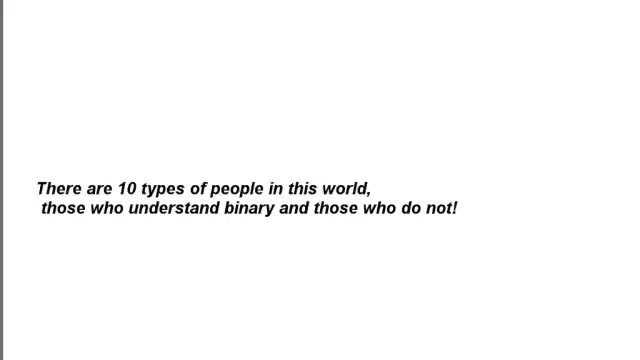 There are 10 types of people in this world,
those who understand binary and those who do not!